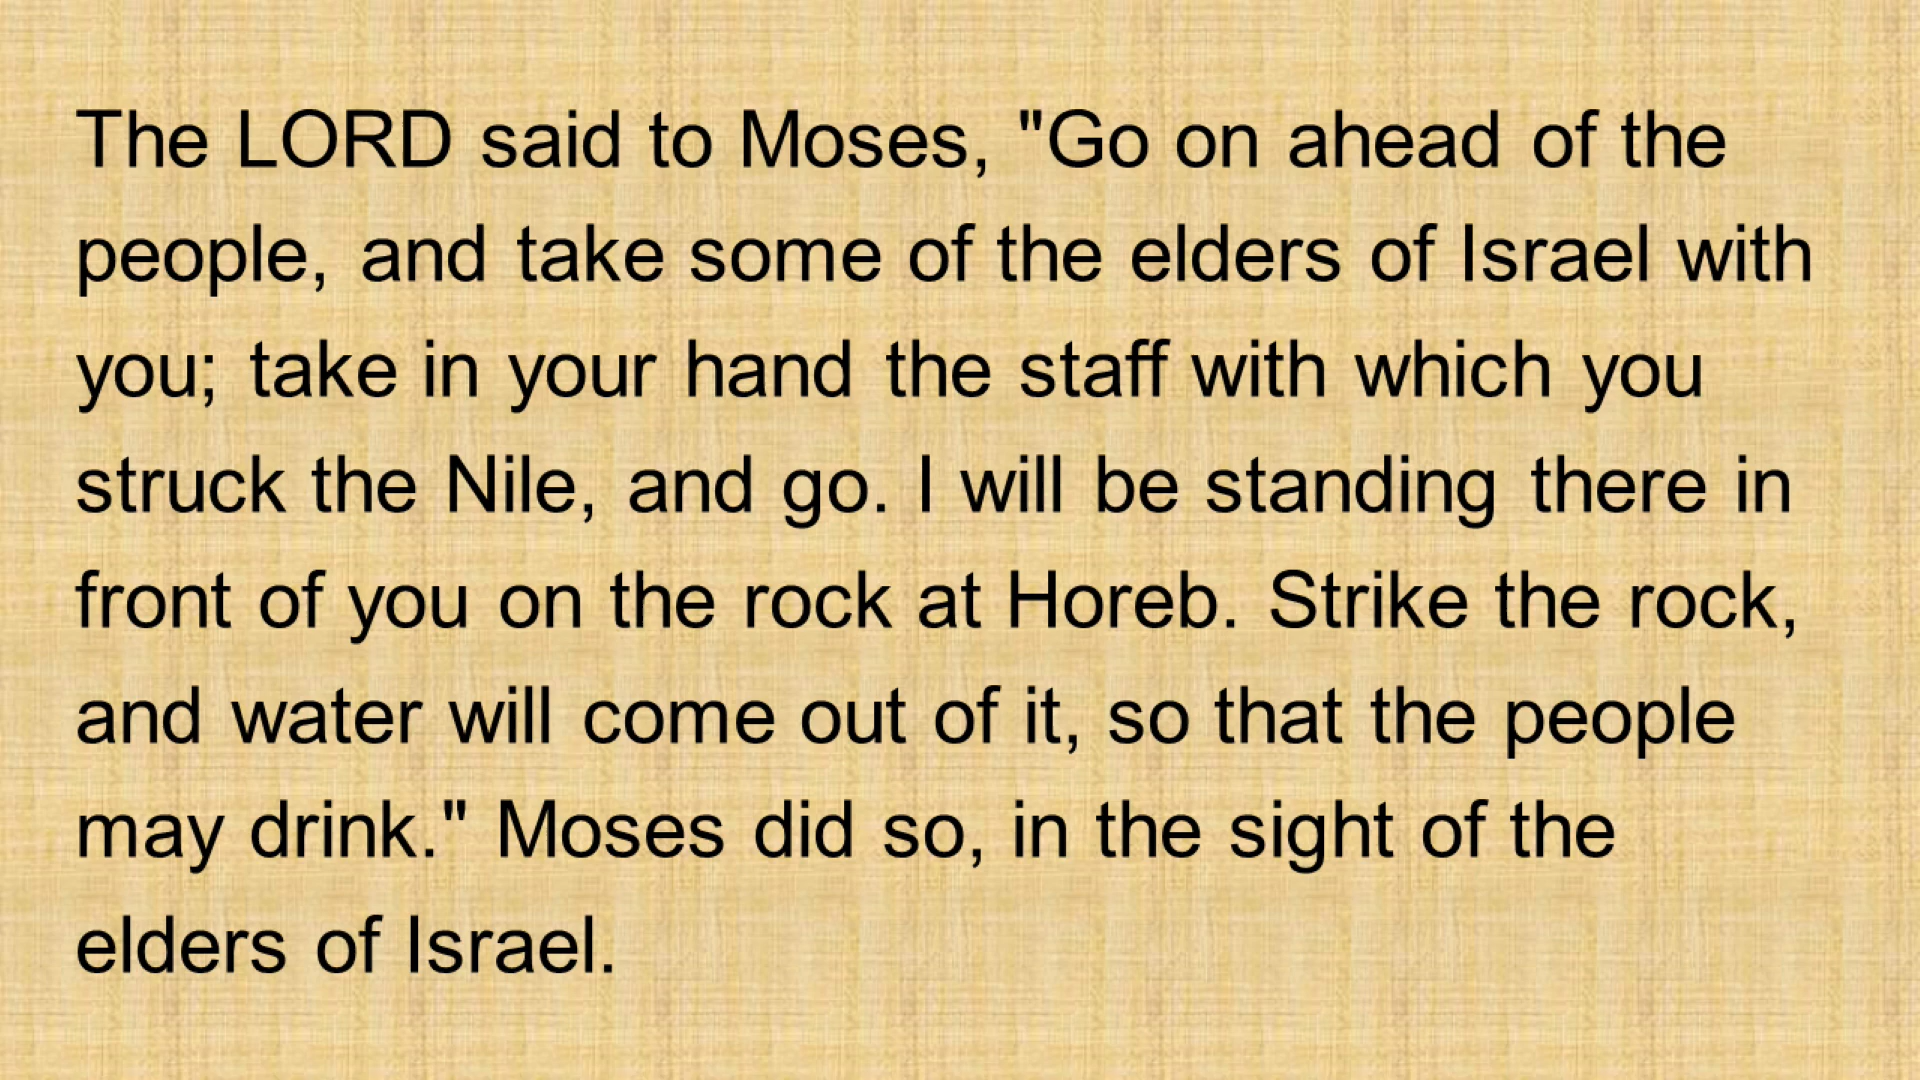 The LORD said to Moses, "Go on ahead of the
people, and take some of the elders of Israel with
you; take in your hand the staff with which you
struck the Nile, and go. I will be standing there in
front of you on the rock at Horeb. Strike the rock,
and water will come out of it, so that the people
may drink." Moses did so, in the sight of the
elders of Israel.